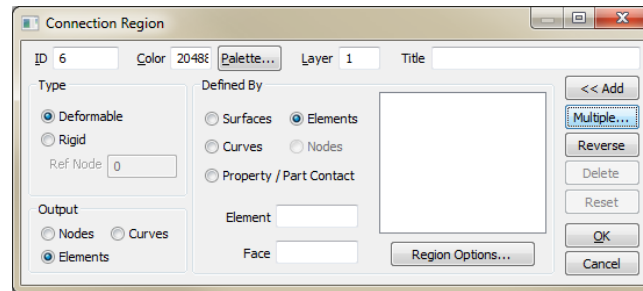 Connection Region
ID 6 Color 20488 Palette... Layer 1 Title
Type
Deformable
Rigid
Ref Node 0
Output
Nodes Curves
Elements
Defined By
Surfaces Elements
Curves Nodes
Property / Part Contact
Element
Face
Region Options...
<< Add
Multiple...
Reverse
Delete
Reset
OK
Cancel